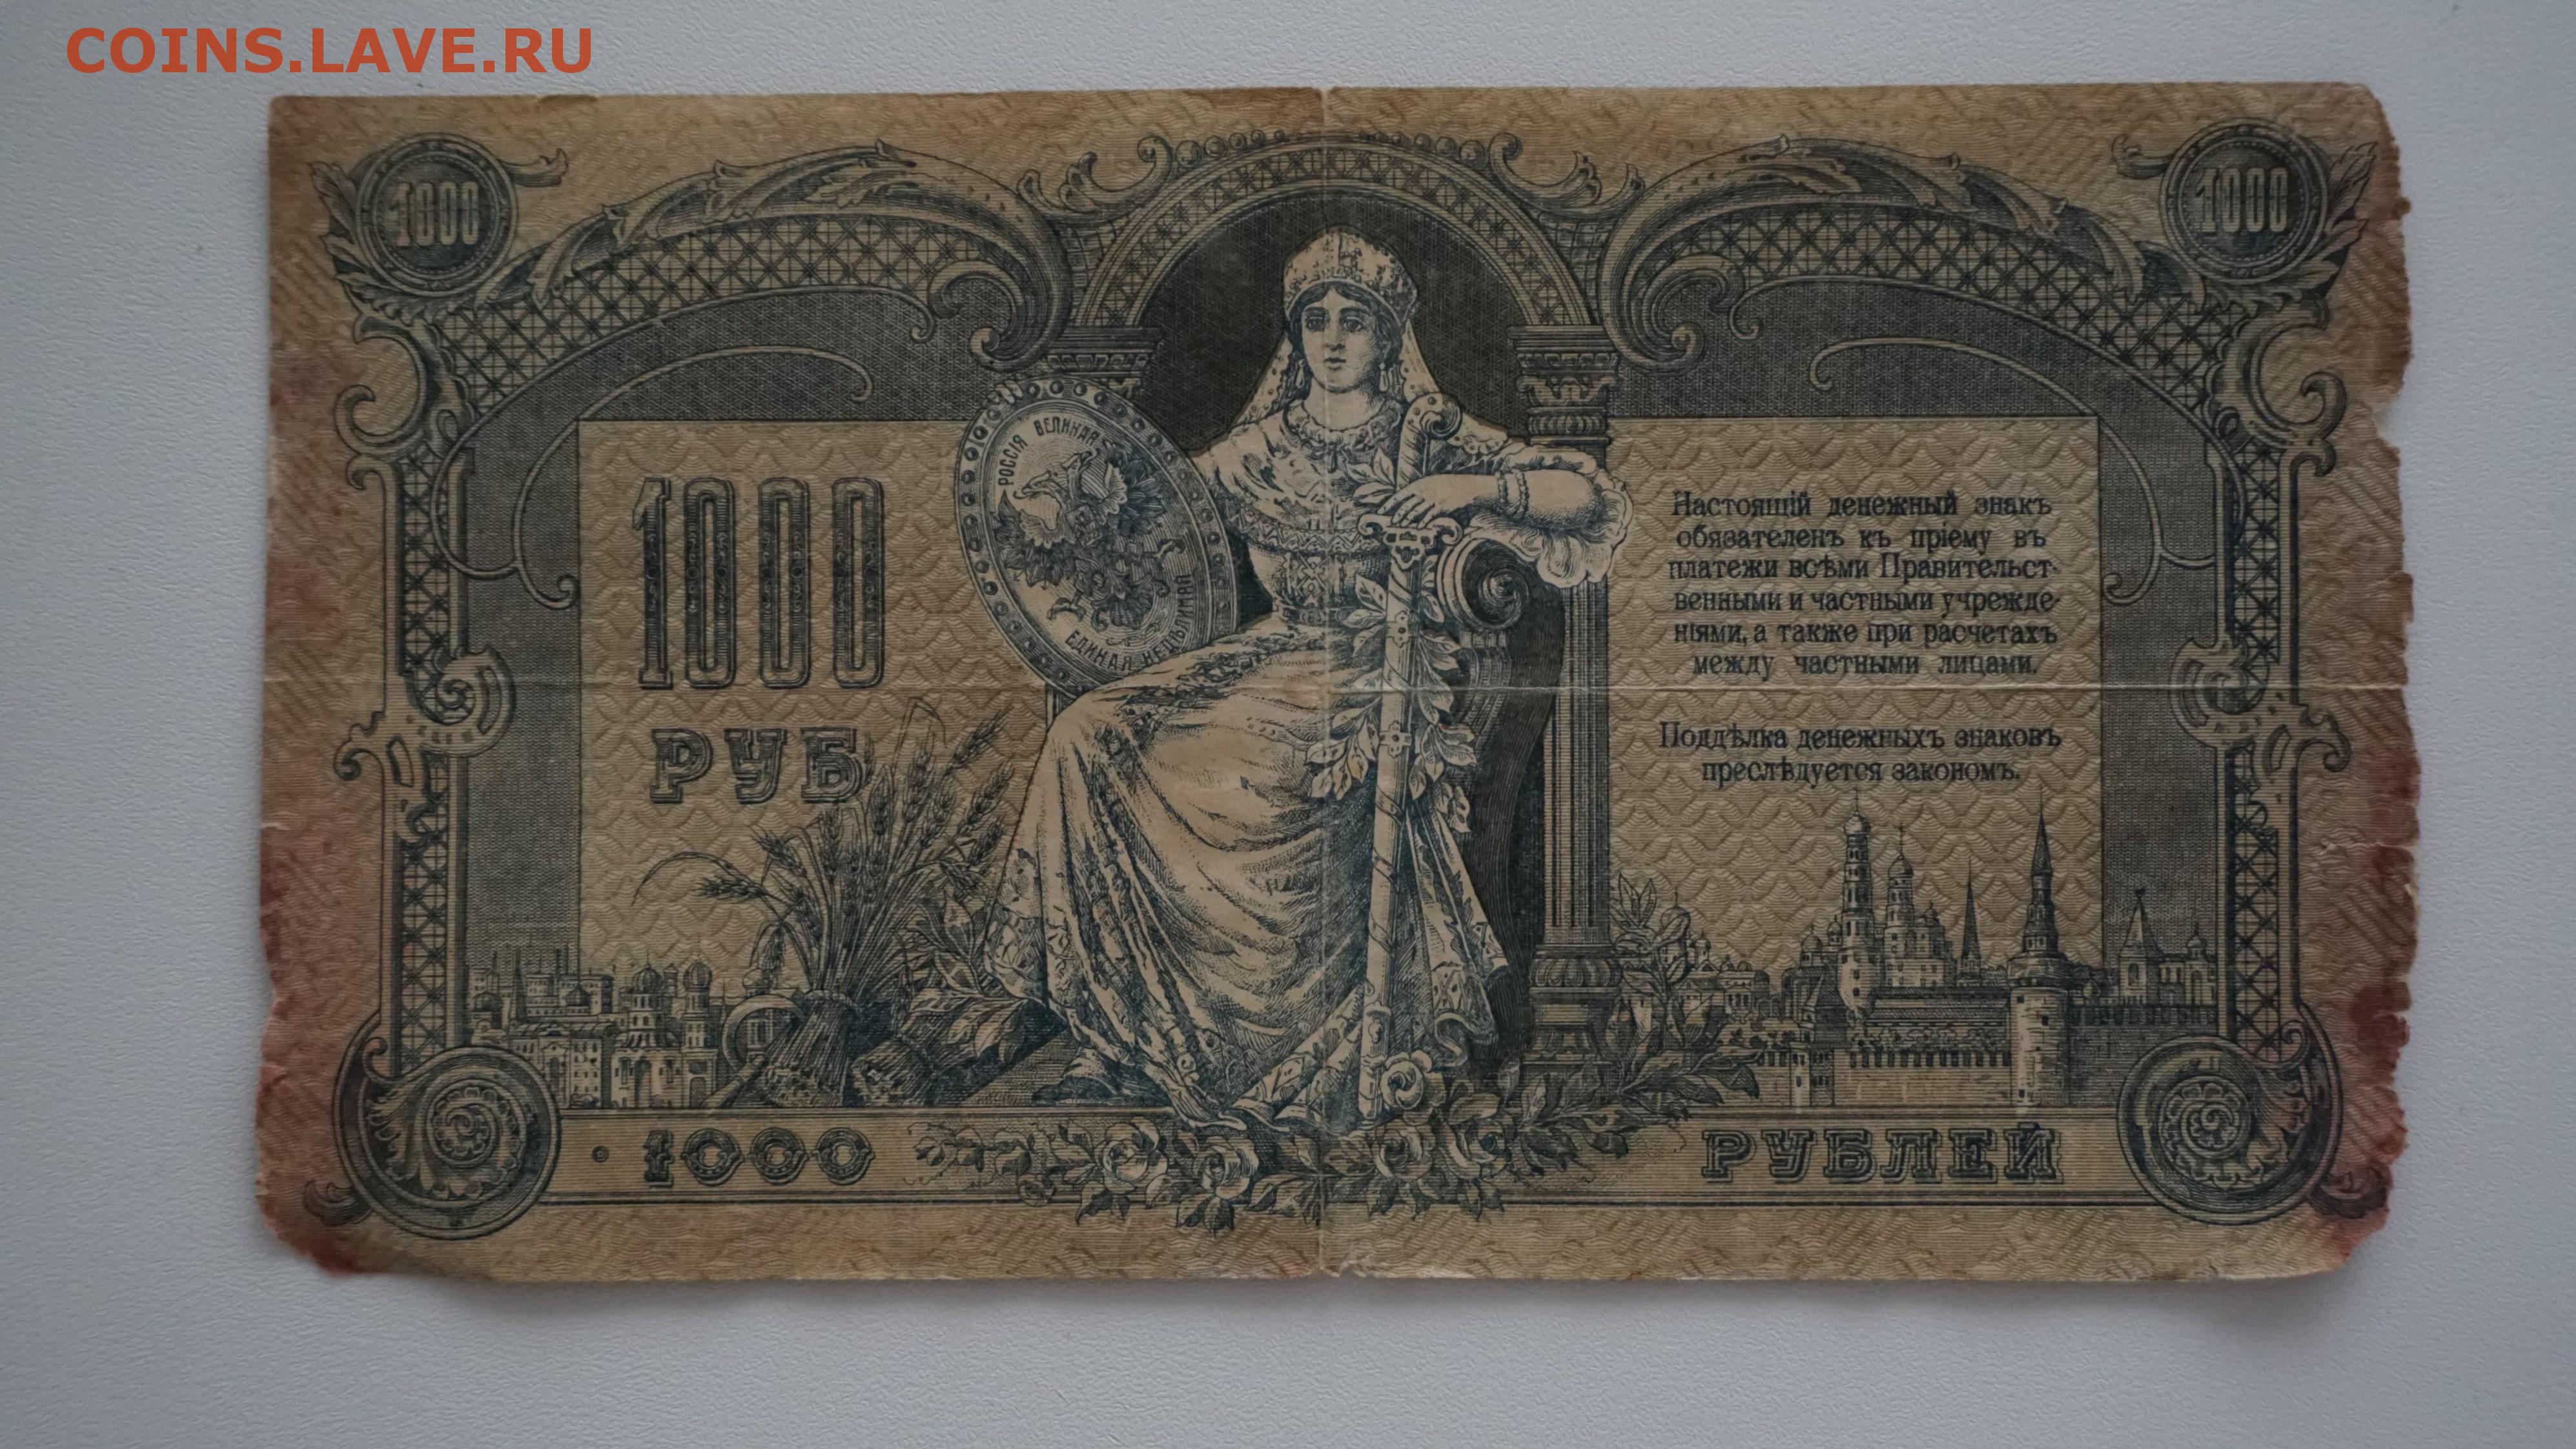 COINS.LAVE.RU
1000
1000
РОССІЯ ВЕЛИКАЯ
ЕДИНАЯ НЕДѢЛИМАЯ
1000
РУБ
Настоящій денежный знакъ
обязателенъ къ пріему въ
платежи всѣми Правительст-
венными и частными учрежде-
ніями, а также при расчетахъ
между частными лицами.
Поддѣлка денежныхъ знаковъ
преслѣдуется закономъ.
1000
РУБЛЕЙ